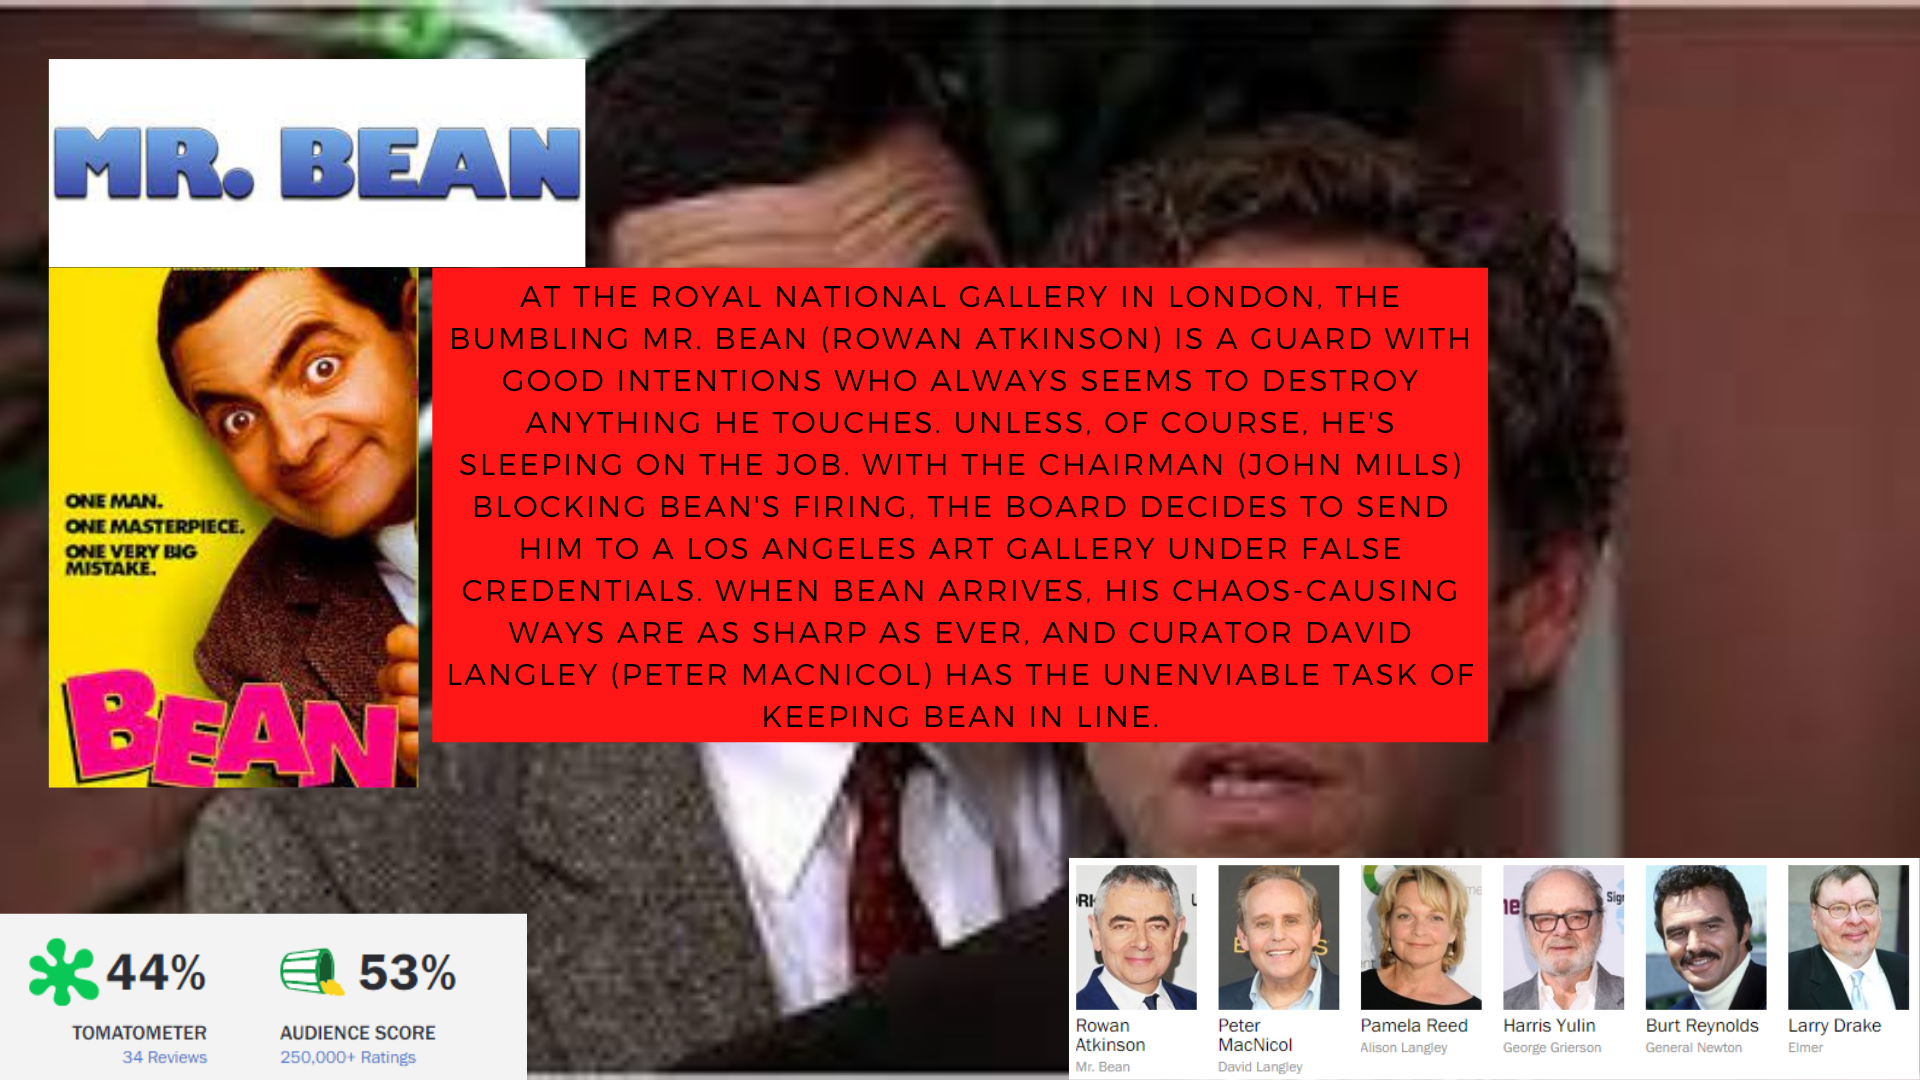 MR. BEAN
AT THE ROYAL NATIONAL GALLERY IN LONDON, THE
BUMBLING MR. BEAN (ROWAN ATKINSON) IS A GUARD WITH
GOOD INTENTIONS WHO ALWAYS SEEMS TO DESTROY
ANYTHING HE TOUCHES. UNLESS, OF COURSE, HE'S
SLEEPING ON THE JOB. WITH THE CHAIRMAN (JOHN MILLS)
BLOCKING BEAN'S FIRING, THE BOARD DECIDES TO SEND
HIM TO A LOS ANGELES ART GALLERY UNDER FALSE
CREDENTIALS. WHEN BEAN ARRIVES, HIS CHAOS-CAUSING
WAYS ARE AS SHARP AS EVER, AND CURATOR DAVID
LANGLEY (PETER MACNICOL) HAS THE UNENVIABLE TASK OF
KEEPING BEAN IN LINE.
ONE MAN.
ONE MASTERPIECE.
ONE VERY BIG
MISTAKE.
BEAN
44%
TOMATOMETER
34 Reviews
53%
AUDIENCE SCORE
250,000+ Ratings
Rowan
Atkinson
Mr. Bean
Peter
MacNicol
David Langley
Pamela Reed
Alison Langley
Harris Yulin
George Grierson
Burt Reynolds
General Newton
Larry Drake
Elmer